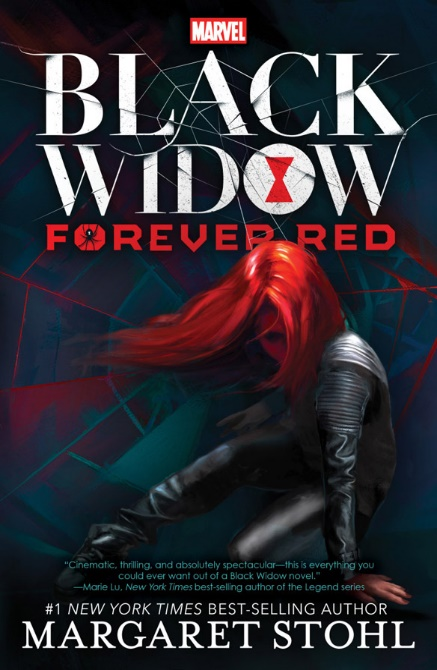 MARVEL
BLACK
WIDOW
FOREVER RED
“Cinematic, thrilling, and absolutely spectacular—this is everything you
could ever want out of a Black Widow novel.”
—Marie Lu, New York Times best-selling author of the Legend series
#1 NEW YORK TIMES BEST-SELLING AUTHOR
MARGARET STOHL